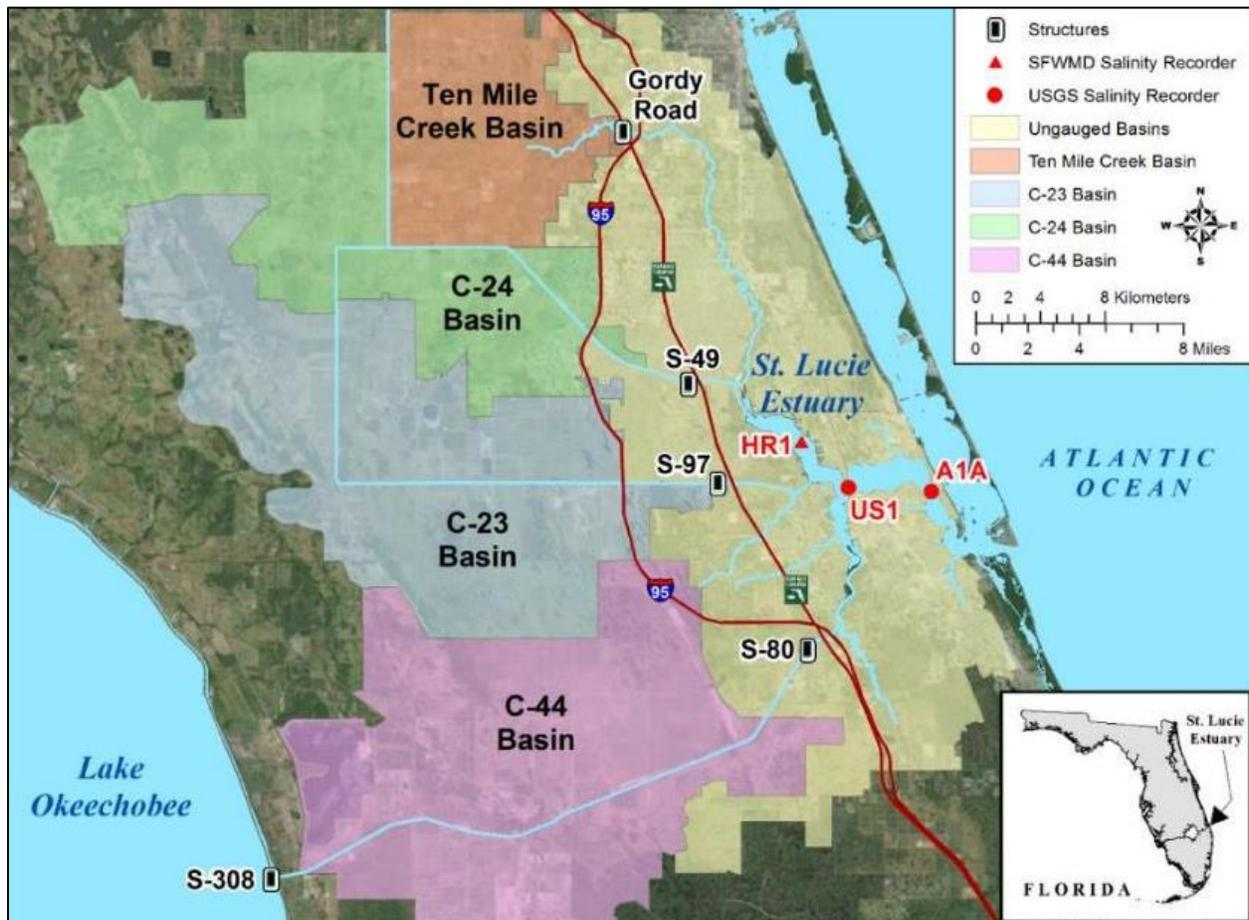 Structures
SFWMD Salinity Recorder
USGS Salinity Recorder
Ungauged Basins
Ten Mile Creek Basin
C-23 Basin
C-24 Basin
C-44 Basin
N
W
E
S
0 2 4 8 Kilometers
0 2 4 8 Miles
Ten Mile
Creek Basin
Gordy
Road
95
C-24
Basin
S-49
St. Lucie
Estuary
HR1
A1A
US1
ATLANTIC
OCEAN
S-97
C-23
Basin
95
S-80
C-44
Basin
Lake
Okeechobee
S-308
St. Lucie
Estuary
FLORIDA